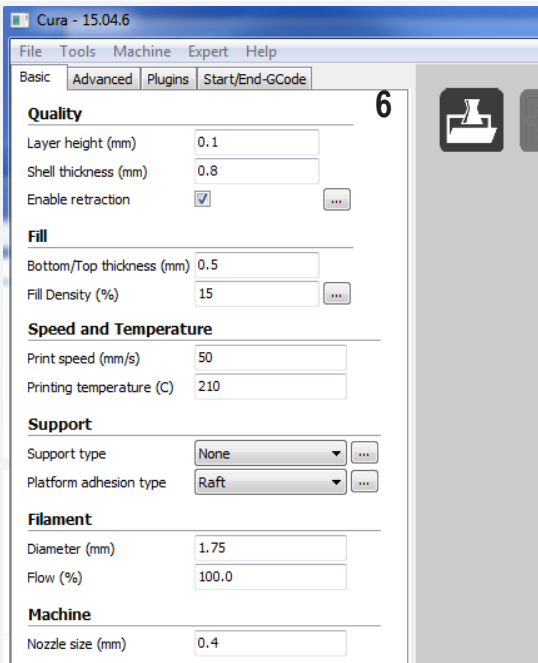 Cura - 15.04.6
File Tools Machine Expert Help
Basic Advanced Plugins Start/End-GCode
6
Quality
Layer height (mm) 0.1
Shell thickness (mm) 0.8
Enable retraction ...
Fill
Bottom/Top thickness (mm) 0.5
Fill Density (%) 15 ...
Speed and Temperature
Print speed (mm/s) 50
Printing temperature (C) 210
Support
Support type None ...
Platform adhesion type Raft ...
Filament
Diameter (mm) 1.75
Flow (%) 100.0
Machine
Nozzle size (mm) 0.4